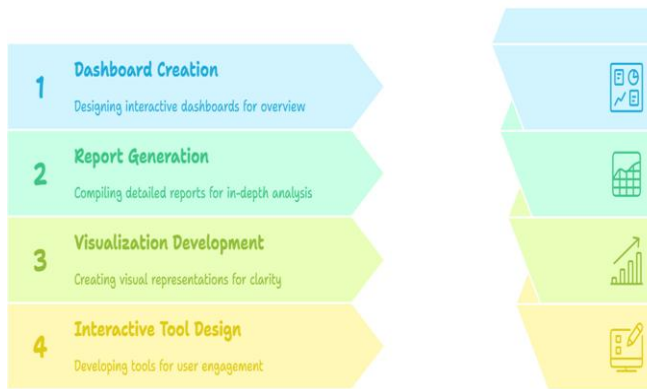 1
Dashboard Creation
Designing interactive dashboards for overview
2
Report Generation
Compiling detailed reports for in-depth analysis
3
Visualization Development
Creating visual representations for clarity
4
Interactive Tool Design
Developing tools for user engagement